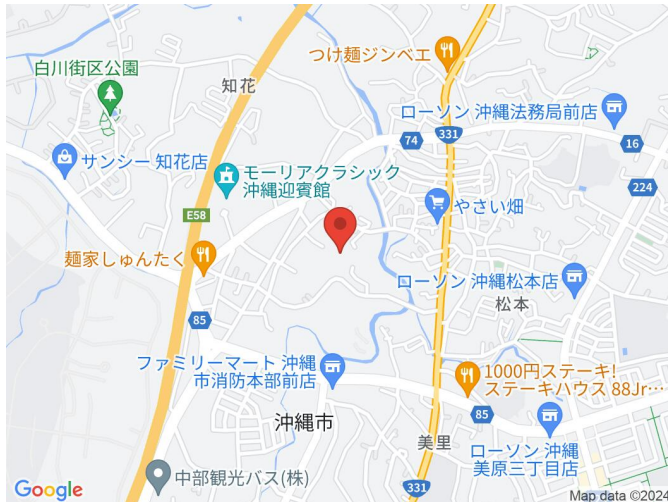 つけ麺ジンベエ
白川街区公園
知花
ローソン 沖縄法務局前店
331
74
16
サンシー 知花店
モーリアクラシック
沖縄迎賓館
224
E58
やさい畑
麺家しゅんたく
ローソン 沖縄松本店
松本
85
ファミリーマート 沖縄
市消防本部前店
1000円ステーキ!
ステーキハウス 88Jr…
85
沖縄市
美里
ローソン 沖縄
美原三丁目店
中部観光バス(株)
331
Google
Map data ©2024